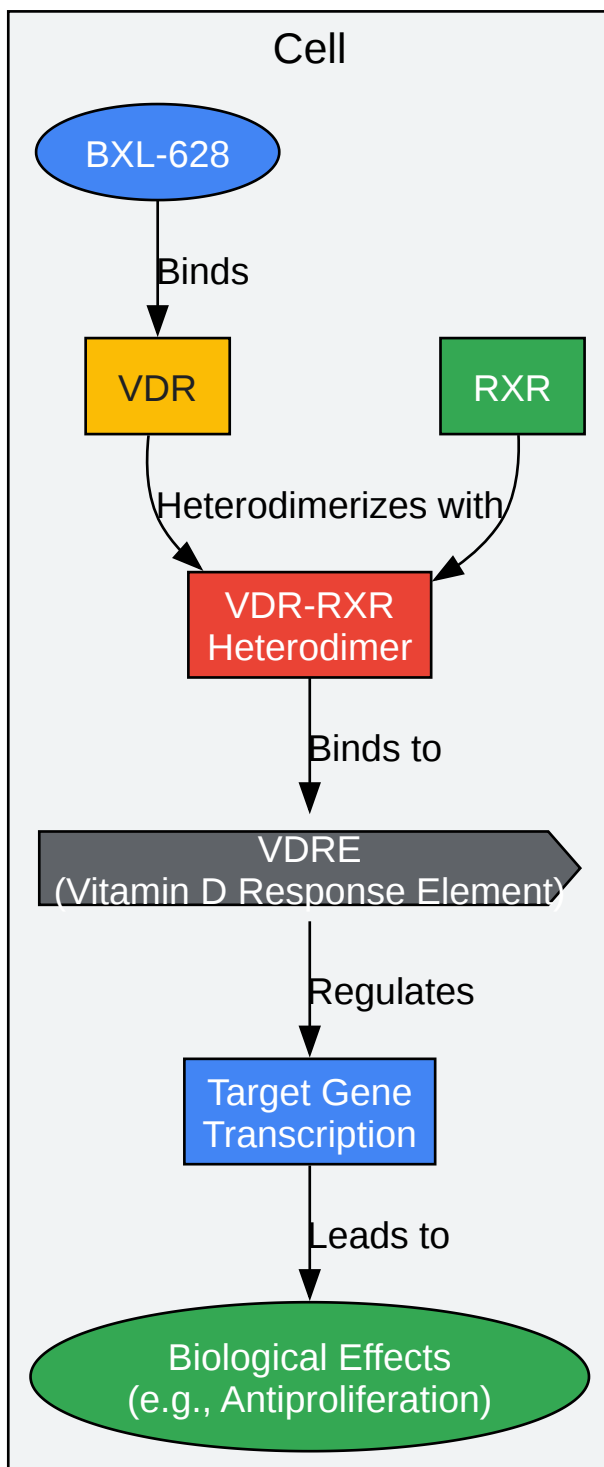 Cell
BXL-628
Binds
VDR
RXR
Heterodimerizes with
VDR-RXR
Heterodimer
Binds to
VDRE
(Vitamin D Response Element)
Regulates
Target Gene
Transcription
Leads to
Biological Effects
(e.g., Antiproliferation)